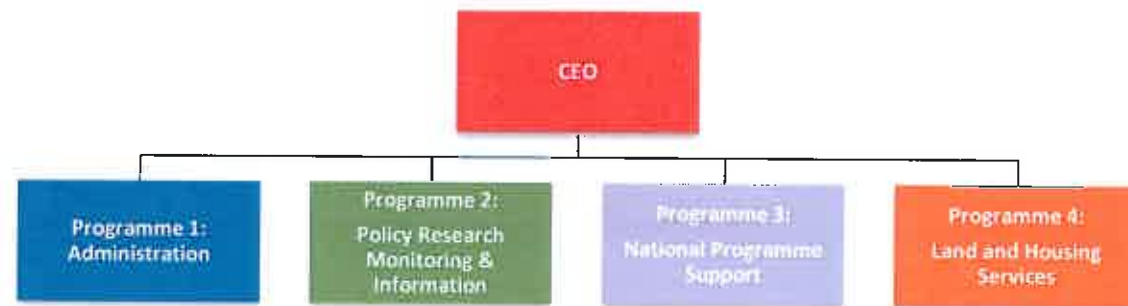 CEO
Programme 1:
Administration
Programme 2:
Policy Research
Monitoring &
Information
Programme 3:
National Programme
Support
Programme 4:
Land and Housing
Services